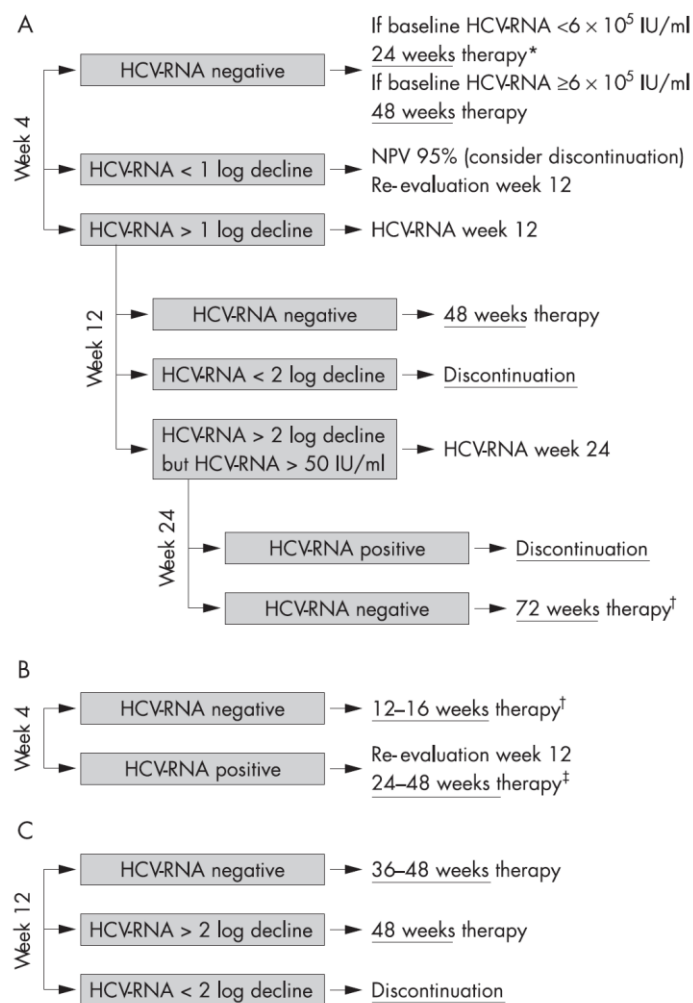 A
Week 4
HCV-RNA negative
If baseline HCV-RNA <6 × 10⁵ IU/ml
24 weeks therapy*
If baseline HCV-RNA ≥6 × 10⁵ IU/ml
48 weeks therapy
HCV-RNA < 1 log decline
NPV 95% (consider discontinuation)
Re-evaluation week 12
HCV-RNA > 1 log decline
HCV-RNA week 12
Week 12
HCV-RNA negative
48 weeks therapy
HCV-RNA < 2 log decline
Discontinuation
HCV-RNA > 2 log decline
but HCV-RNA > 50 IU/ml
HCV-RNA week 24
Week 24
HCV-RNA positive
Discontinuation
HCV-RNA negative
72 weeks therapy†
B
Week 4
HCV-RNA negative
12–16 weeks therapy†
HCV-RNA positive
Re-evaluation week 12
24–48 weeks therapy‡
C
Week 12
HCV-RNA negative
36–48 weeks therapy
HCV-RNA > 2 log decline
48 weeks therapy
HCV-RNA < 2 log decline
Discontinuation